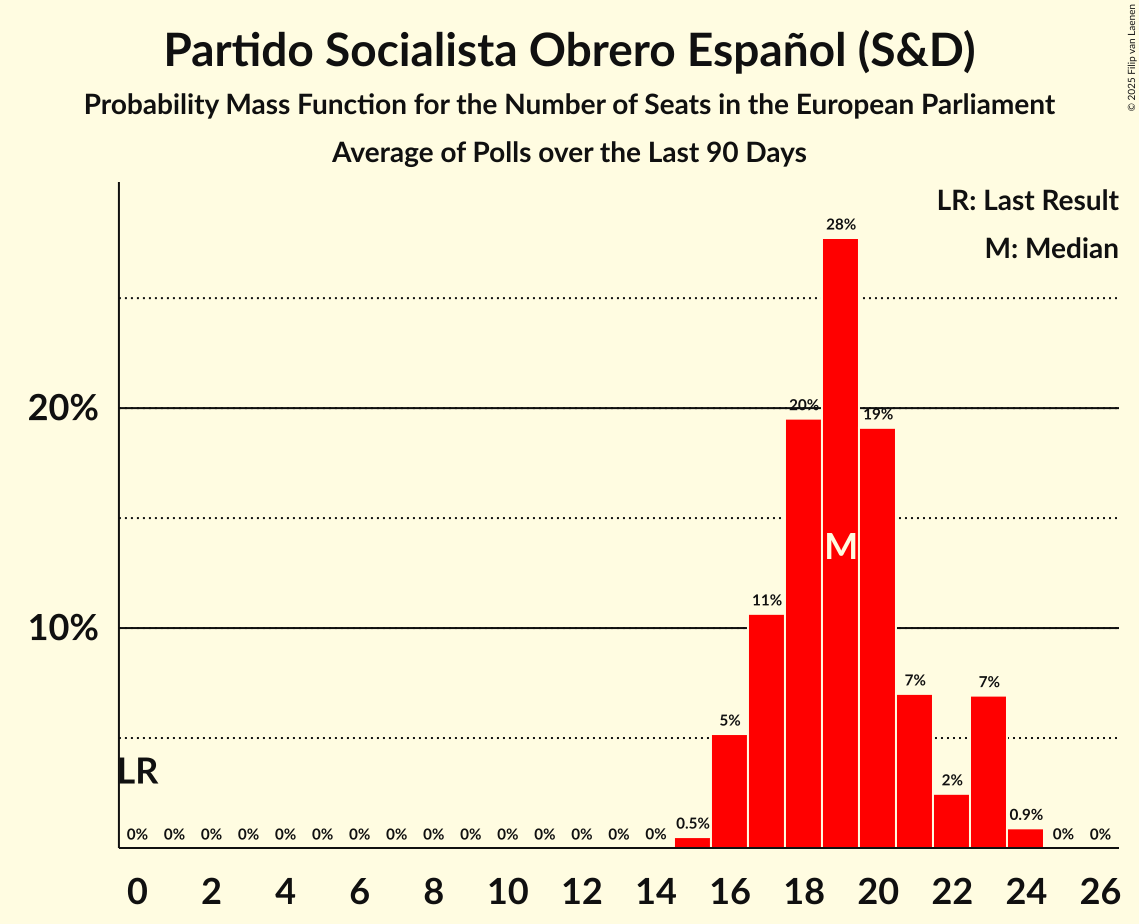 Partido Socialista Obrero Español (S&D)
Probability Mass Function for the Number of Seats in the European Parliament
Average of Polls over the Last 90 Days
© 2025 Filip van Laenen
LR: Last Result
M: Median
28%
20%
20%
19%
M
11%
10%
7%
7%
5%
LR
2%
0% 0% 0% 0% 0% 0% 0% 0% 0% 0% 0% 0% 0% 0% 0% 0.5% 0.9% 0% 0%
0 2 4 6 8 10 12 14 16 18 20 22 24 26